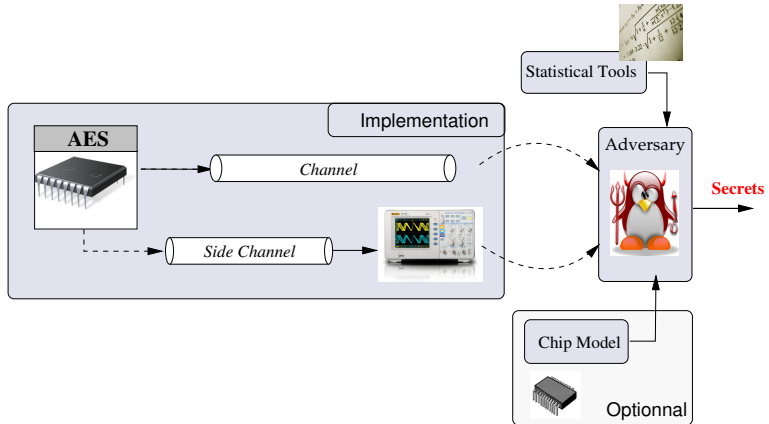 Statistical Tools
Implementation
AES
Channel
Adversary
Secrets
Side Channel
Chip Model
Optionnal